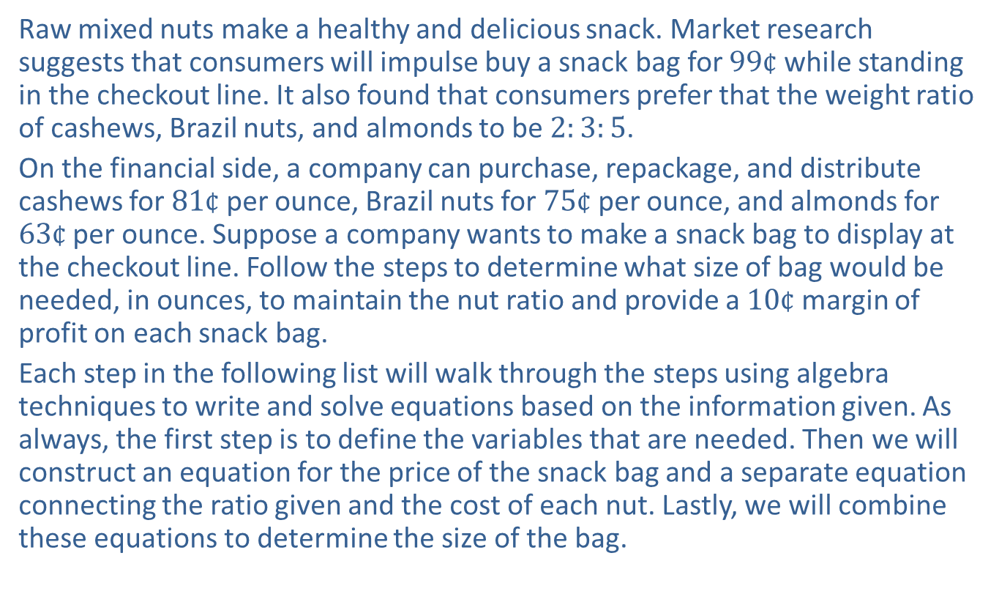 Raw mixed nuts make a healthy and delicious snack. Market research
suggests that consumers will impulse buy a snack bag for 99¢ while standing
in the checkout line. It also found that consumers prefer that the weight ratio
of cashews, Brazil nuts, and almonds to be 2: 3: 5.
On the financial side, a company can purchase, repackage, and distribute
cashews for 81¢ per ounce, Brazil nuts for 75¢ per ounce, and almonds for
63¢ per ounce. Suppose a company wants to make a snack bag to display at
the checkout line. Follow the steps to determine what size of bag would be
needed, in ounces, to maintain the nut ratio and provide a 10¢ margin of
profit on each snack bag.
Each step in the following list will walk through the steps using algebra
techniques to write and solve equations based on the information given. As
always, the first step is to define the variables that are needed. Then we will
construct an equation for the price of the snack bag and a separate equation
connecting the ratio given and the cost of each nut. Lastly, we will combine
these equations to determine the size of the bag.